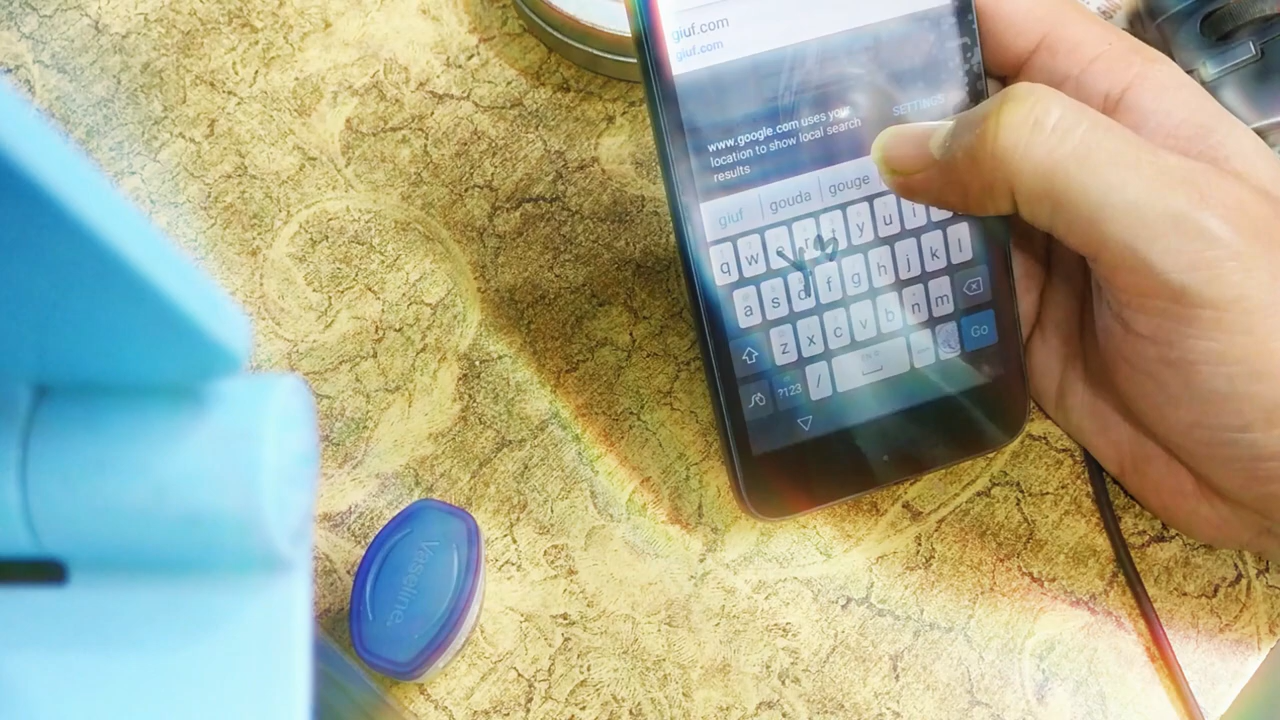 giuf.com
giuf.com
SETTINGS
www.google.com uses your
location to show local search
results
giuf gouda gouge
q w e r t y u i
a s d f g h j k l
z x c v b n m
?123 / Go
Vaseline